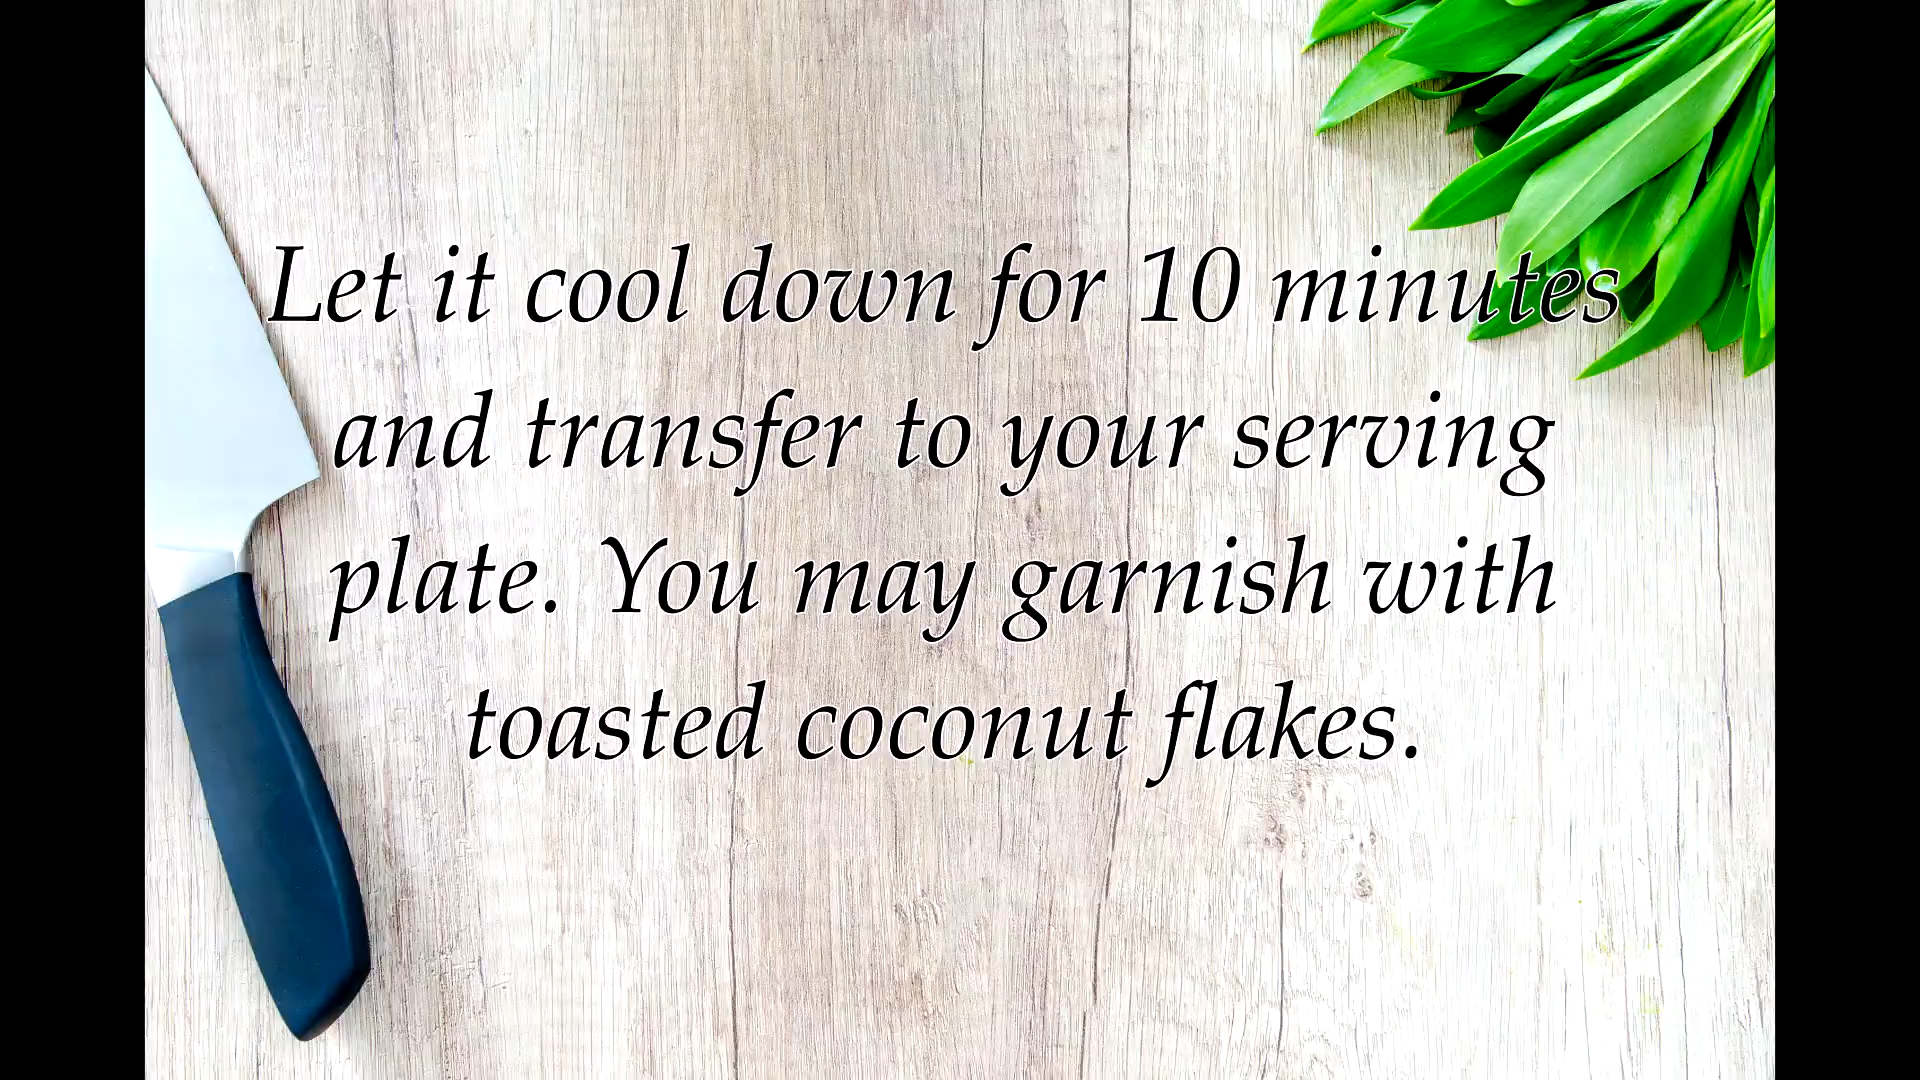 Let it cool down for 10 minutes
and transfer to your serving
plate. You may garnish with
toasted coconut flakes.